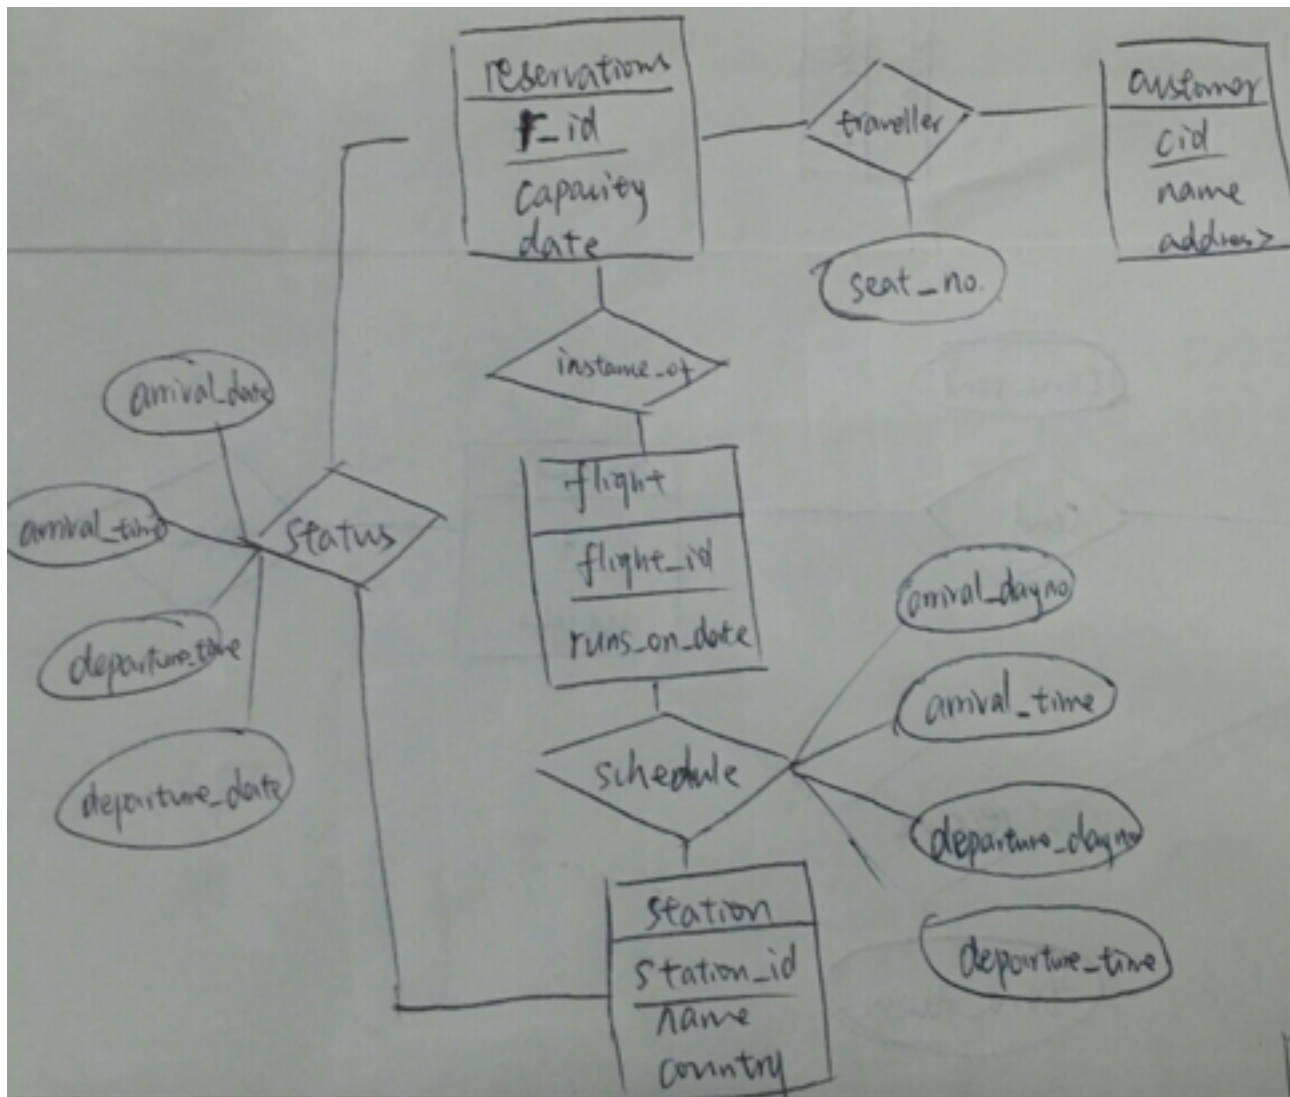 reservations
r_id
capacity
date
traveller
customer
cid
name
address
seat_no.
instance_of
arrival_date
arrival_time
status
departure_time
departure_date
flight
flight_id
runs_on_date
schedule
arrival_dayno
arrival_time
departure_dayno
departure_time
station
station_id
name
country